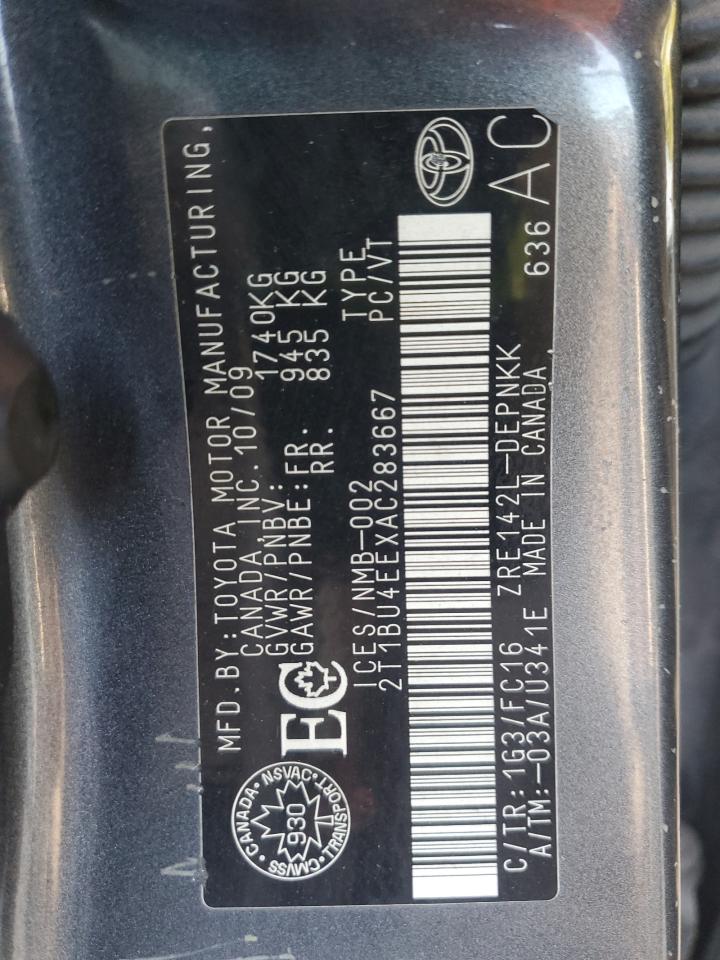 MFD.BY:TOYOTA MOTOR MANUFACTURING,
CANADA,INC.10/09
GVWR/PNBV: 1740KG
GAWR/PNBE:FR. 945 KG
RR. 835 KG
EC
CANADA NSVAC TRANSPORT CMVSS
930
ICES/NMB-002 TYPE
2T1BU4EEXAC283667 PC/VT
C/TR:1G3/FC16 ZRE142L-DEPNKK
A/TM:-03A/U341E MADE IN CANADA
636 AC